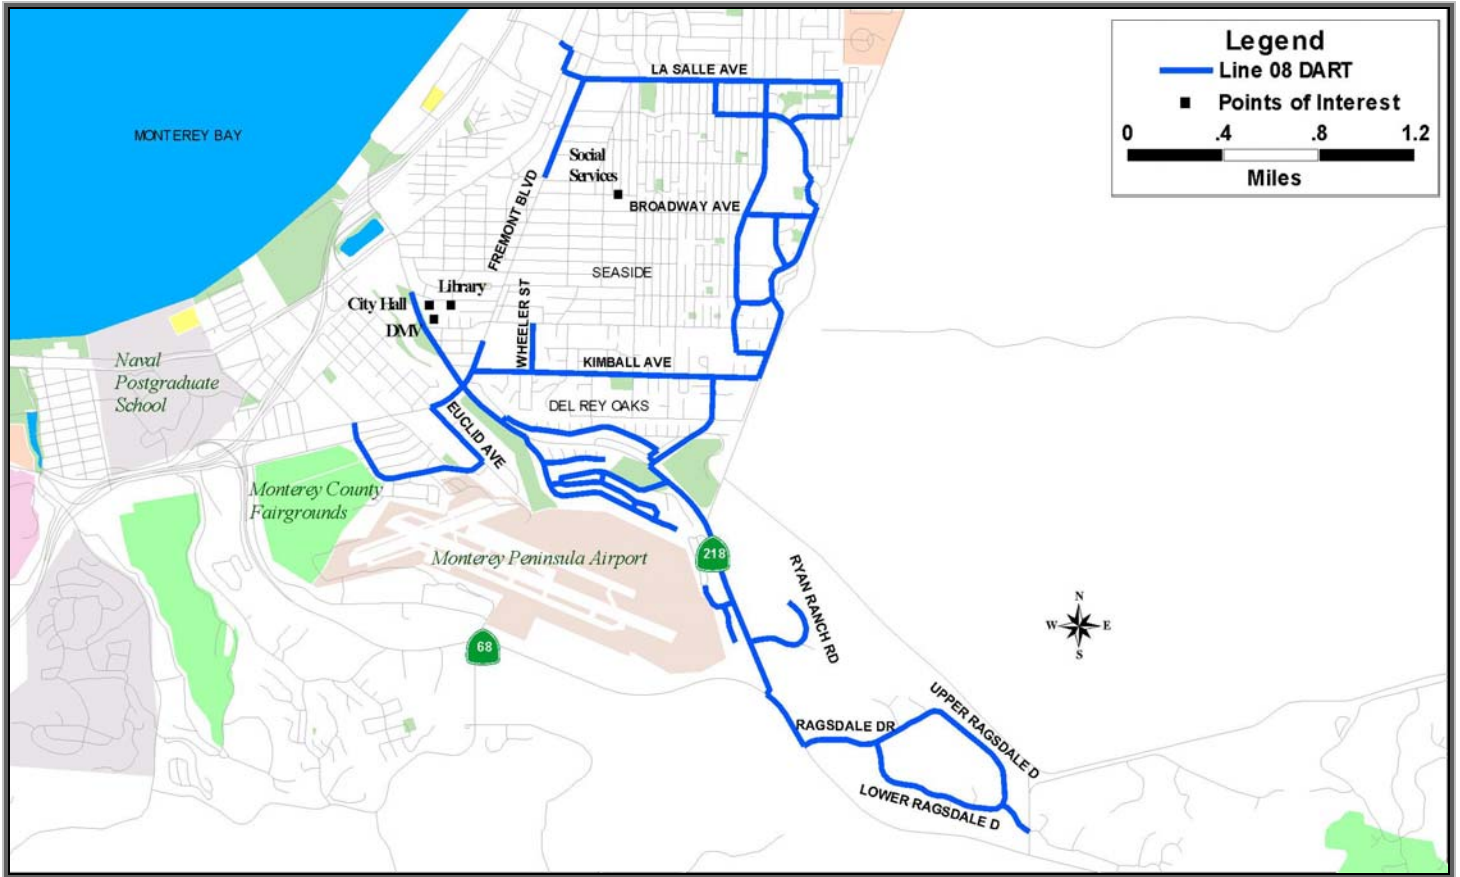 Legend
Line 08 DART
Points of Interest
0 .4 .8 1.2
Miles
LA SALLE AVE
MONTEREY BAY
Social
Services
FREMONT BLVD
BROADWAY AVE
SEASIDE
Library
City Hall
DMV
WHEELER ST
KIMBALL AVE
Naval
Postgraduate
School
DEL REY OAKS
EUCLID AVE
Monterey County
Fairgrounds
Monterey Peninsula Airport
218
RYAN RANCH RD
68
N
W E
S
UPPER RAGSDALE D
RAGSDALE DR
LOWER RAGSDALE D